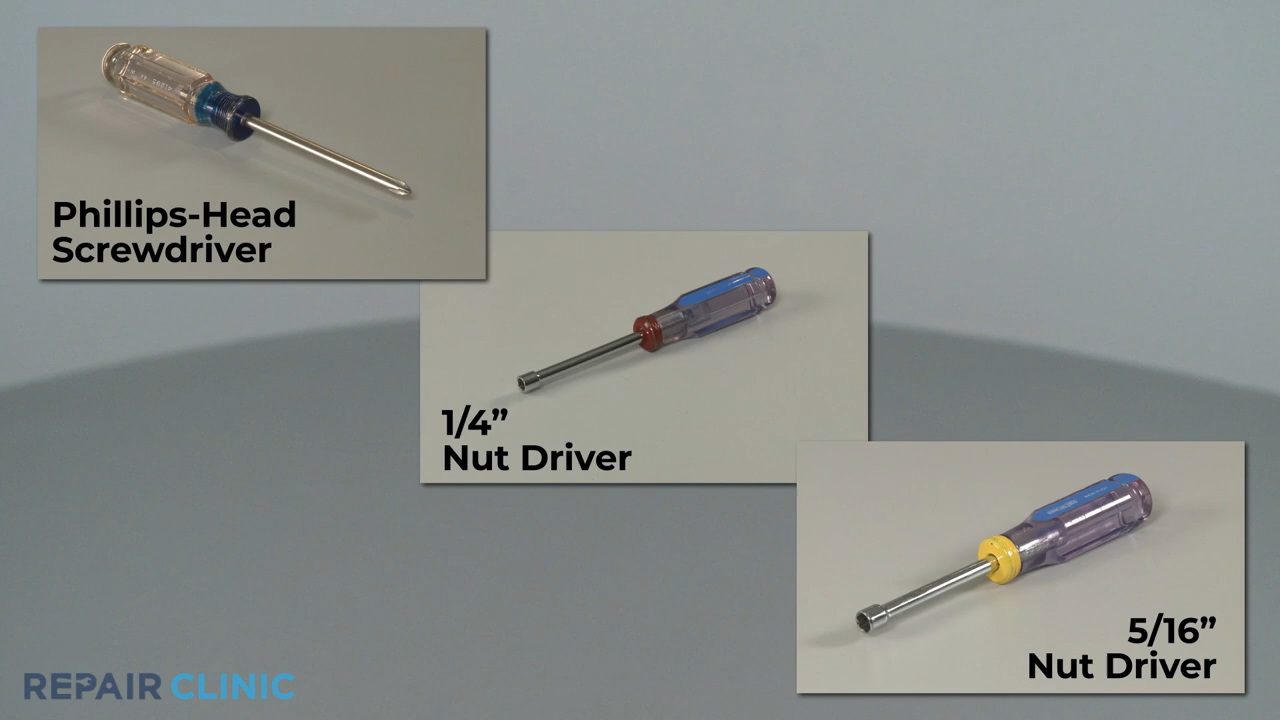 Phillips-Head
Screwdriver
1/4”
Nut Driver
5/16”
Nut Driver
REPAIR CLINIC